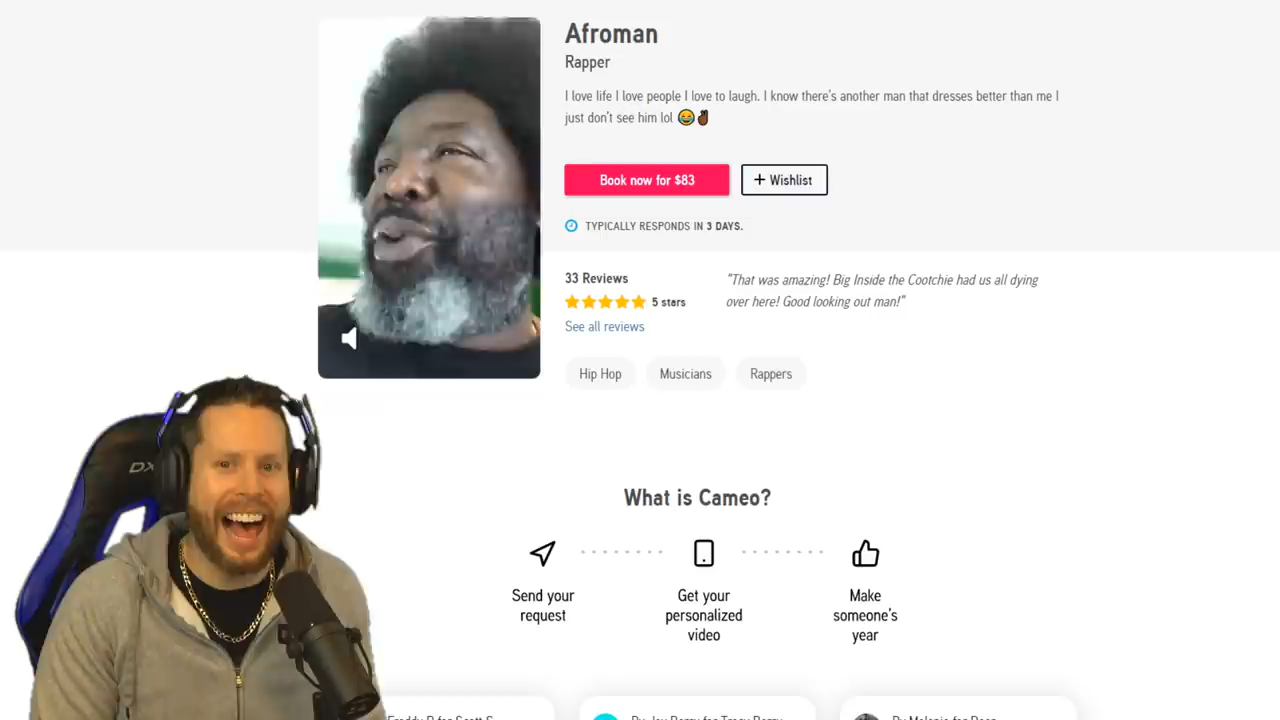 Afroman
Rapper
I love life I love people I love to laugh. I know there's another man that dresses better than me I
just don't see him lol 😂✌🏿
Book now for $83
+ Wishlist
TYPICALLY RESPONDS IN 3 DAYS.
33 Reviews
5 stars
See all reviews
"That was amazing! Big Inside the Cootchie had us all dying
over here! Good looking out man!"
Hip Hop
Musicians
Rappers
DX
What is Cameo?
Send your
request
Get your
personalized
video
Make
someone's
year